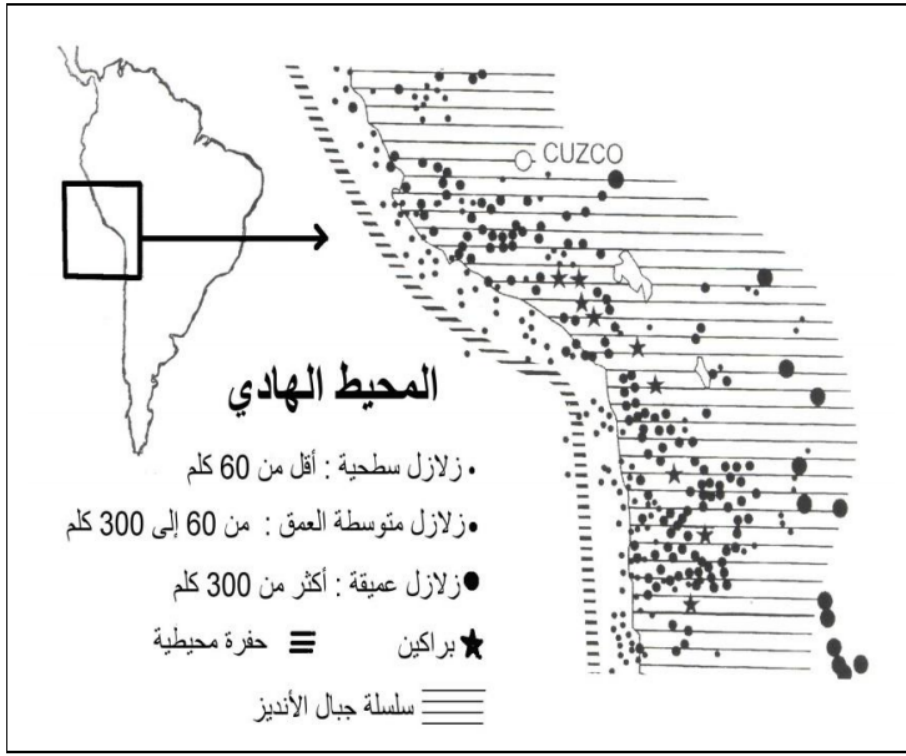 CUZCO
المحيط الهادي
زلازل سطحية : أقل من 60 كلم
زلازل متوسطة العمق : من 60 إلى 300 كلم
زلازل عميقة : أكثر من 300 كلم
براكين
حفرة محيطية
سلسلة جبال الأنديز